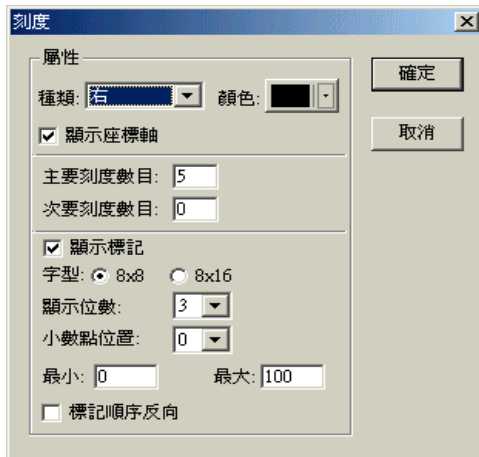 刻度
屬性
種類: 右 顏色:
確定
顯示座標軸
取消
主要刻度數目: 5
次要刻度數目: 0
顯示標記
字型: 8x8 8x16
顯示位數: 3
小數點位置: 0
最小: 0 最大: 100
標記順序反向